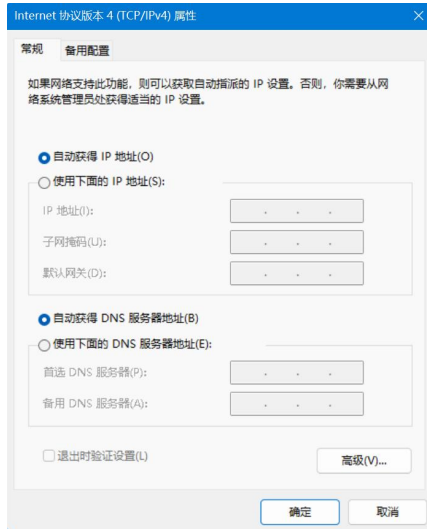 Internet 协议版本 4 (TCP/IPv4) 属性
常规 备用配置
如果网络支持此功能，则可以获取自动指派的 IP 设置。否则，你需要从网
络系统管理员处获得适当的 IP 设置。
自动获得 IP 地址(O)
使用下面的 IP 地址(S):
IP 地址(I):
子网掩码(U):
默认网关(D):
自动获得 DNS 服务器地址(B)
使用下面的 DNS 服务器地址(E):
首选 DNS 服务器(P):
备用 DNS 服务器(A):
退出时验证设置(L)
高级(V)...
确定 取消